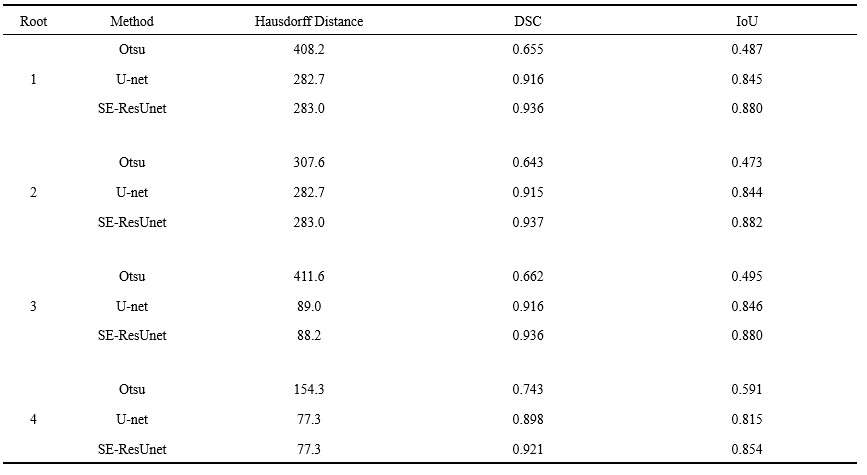 Root Method Hausdorff Distance DSC IoU
Otsu 408.2 0.655 0.487
1 U-net 282.7 0.916 0.845
SE-ResUnet 283.0 0.936 0.880
Otsu 307.6 0.643 0.473
2 U-net 282.7 0.915 0.844
SE-ResUnet 283.0 0.937 0.882
Otsu 411.6 0.662 0.495
3 U-net 89.0 0.916 0.846
SE-ResUnet 88.2 0.936 0.880
Otsu 154.3 0.743 0.591
4 U-net 77.3 0.898 0.815
SE-ResUnet 77.3 0.921 0.854